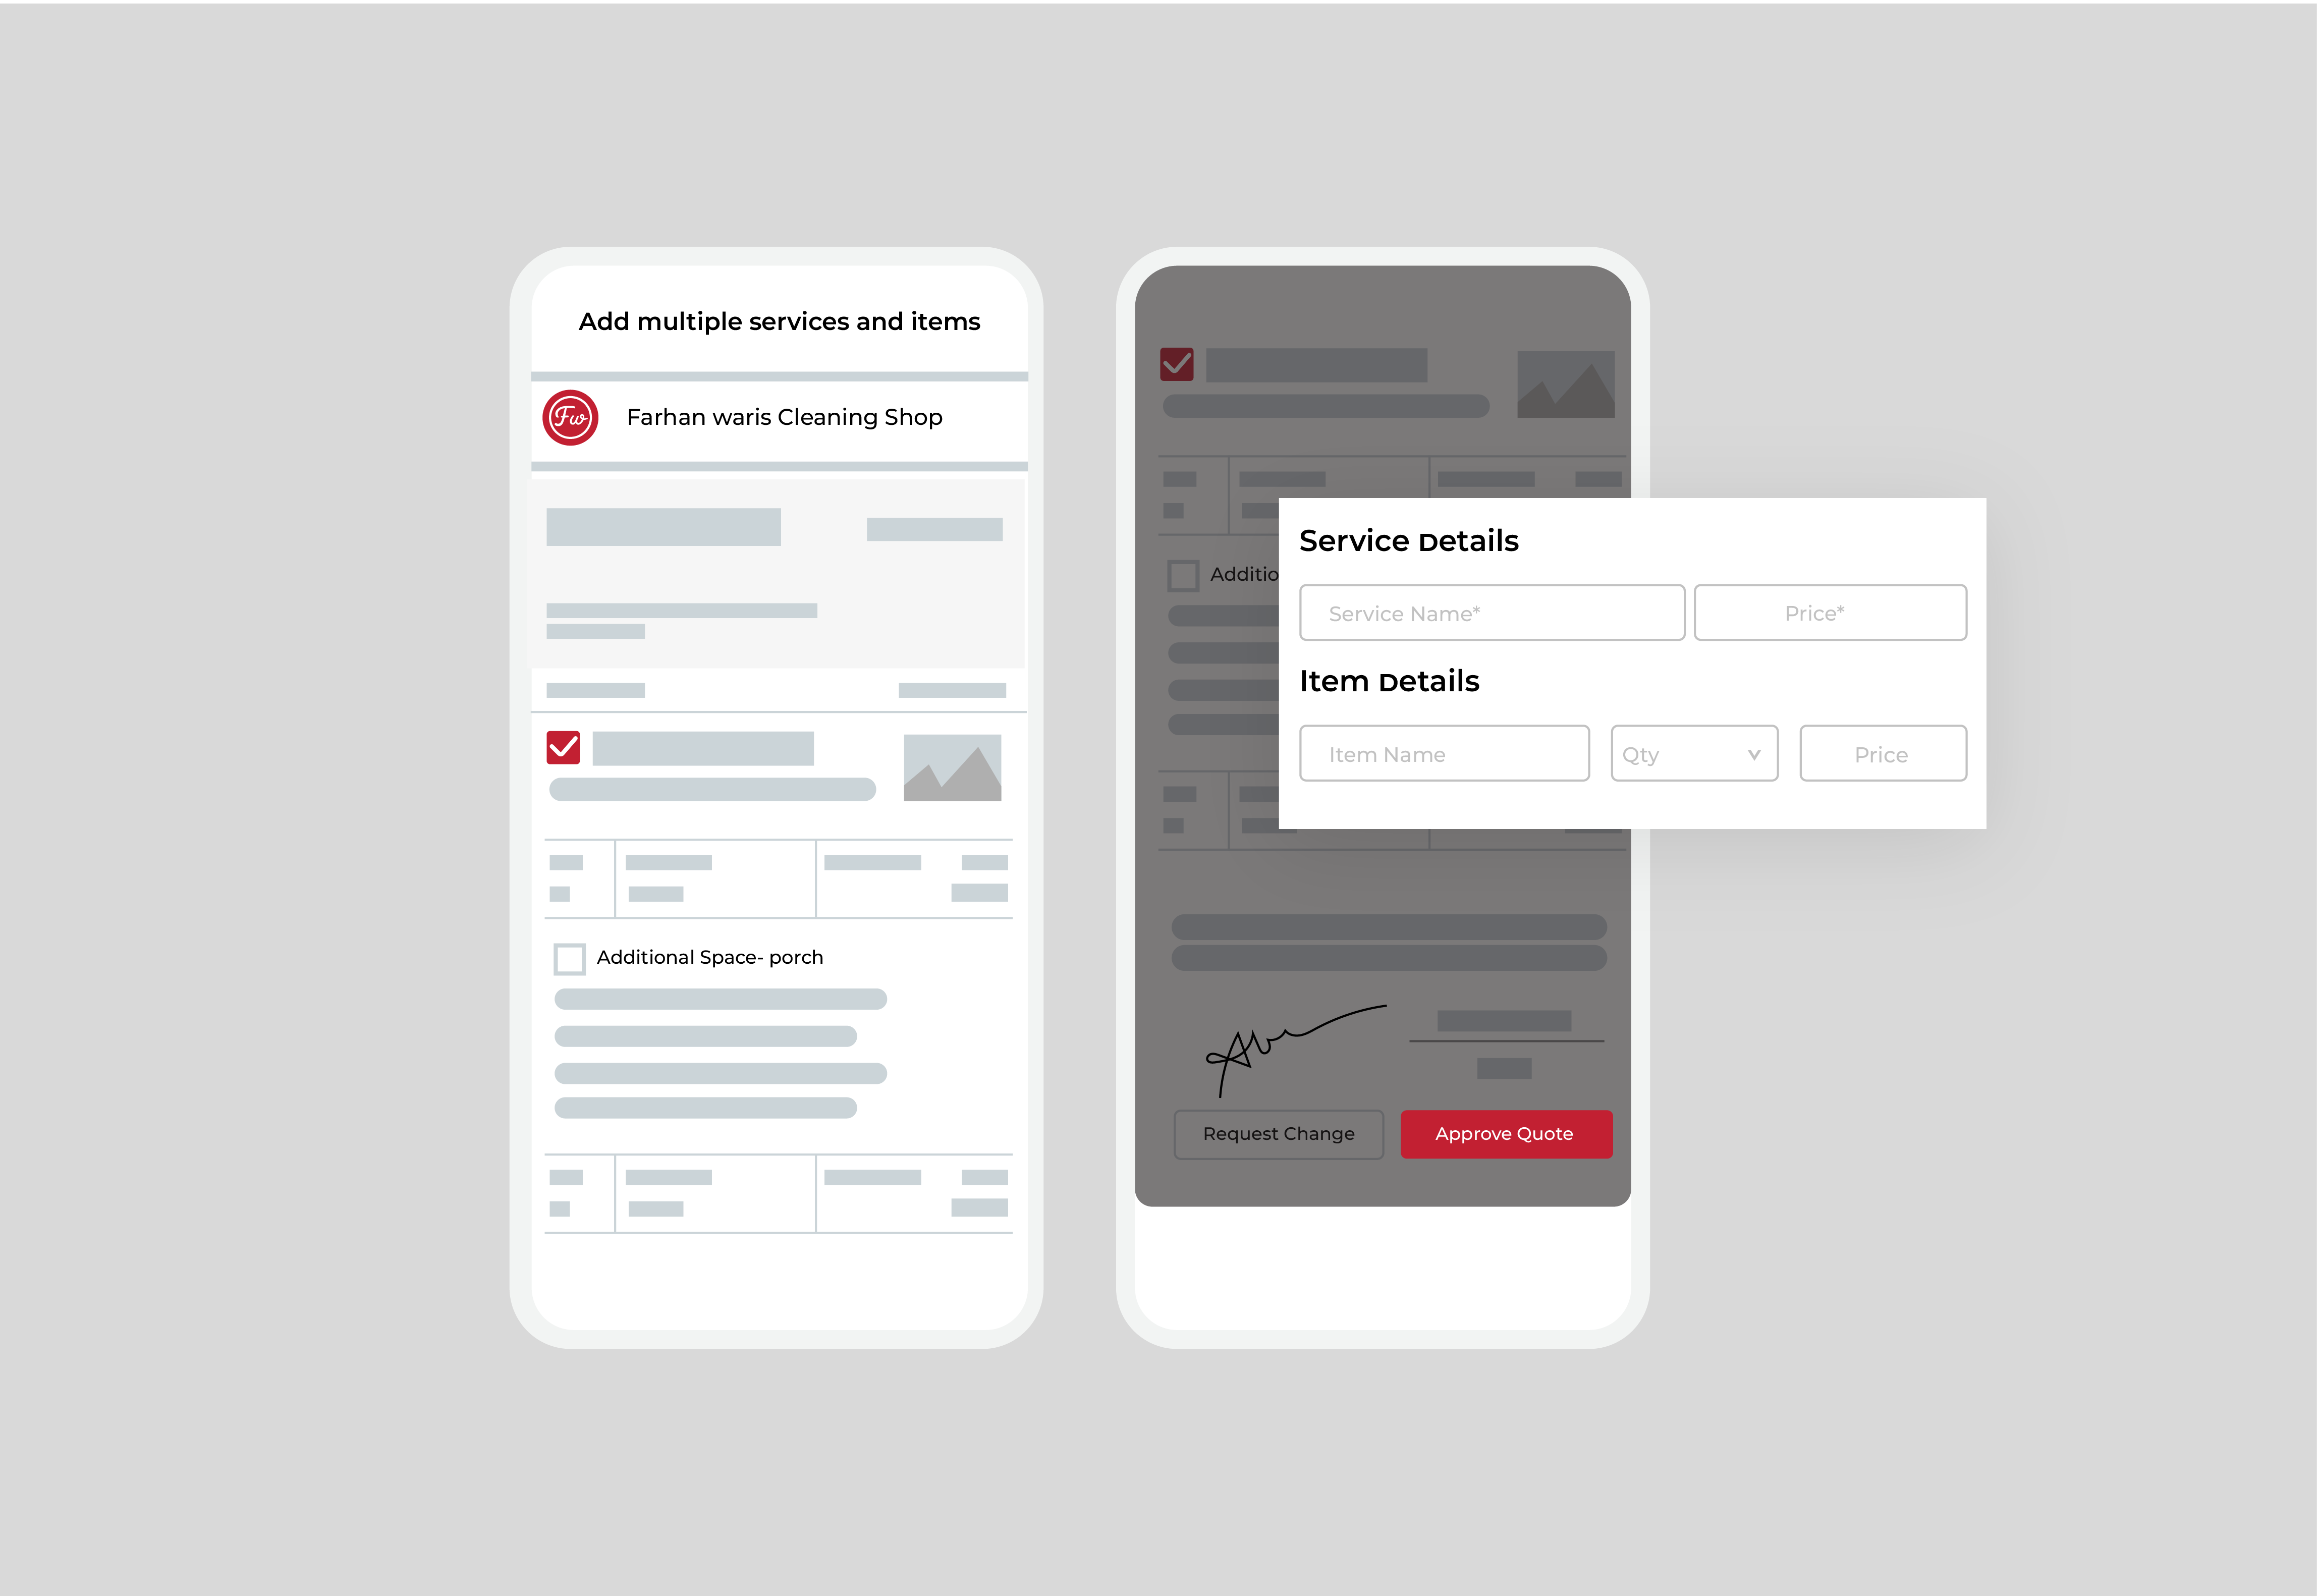 Add multiple services and items
Fw
Farhan waris Cleaning Shop
Additional Space- porch
Additio
Service Details
Service Name*
Price*
Item Details
Item Name
Qty
Price
Request Change
Approve Quote